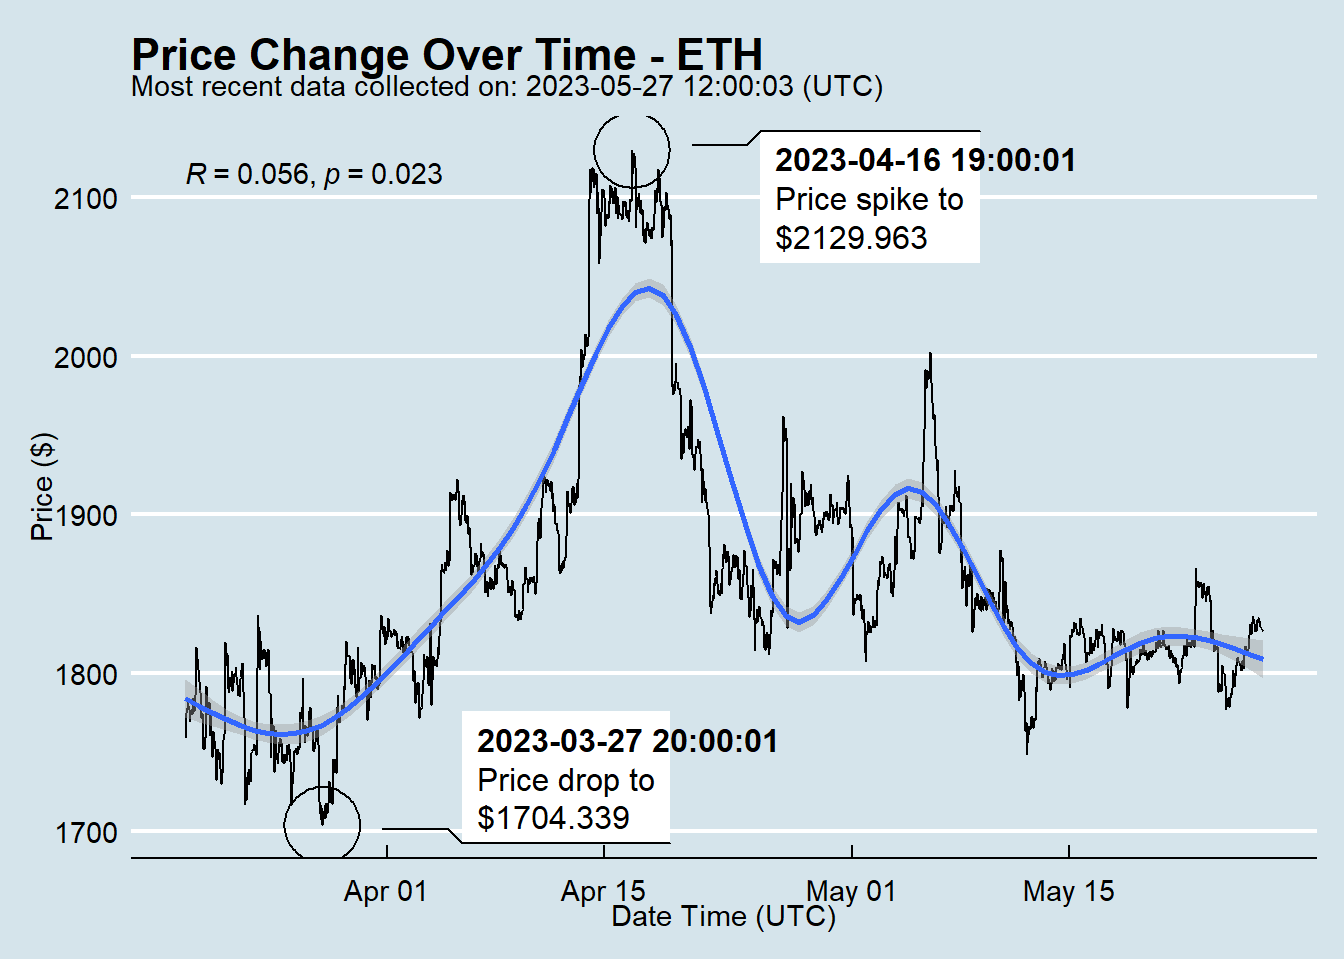 Price Change Over Time - ETH
Most recent data collected on: 2023-05-27 12:00:03 (UTC)
R = 0.056, p = 0.023
2023-04-16 19:00:01
Price spike to
$2129.963
2100
2000
1900
1800
1700
Price ($)
2023-03-27 20:00:01
Price drop to
$1704.339
Apr 01
Apr 15
May 01
May 15
Date Time (UTC)